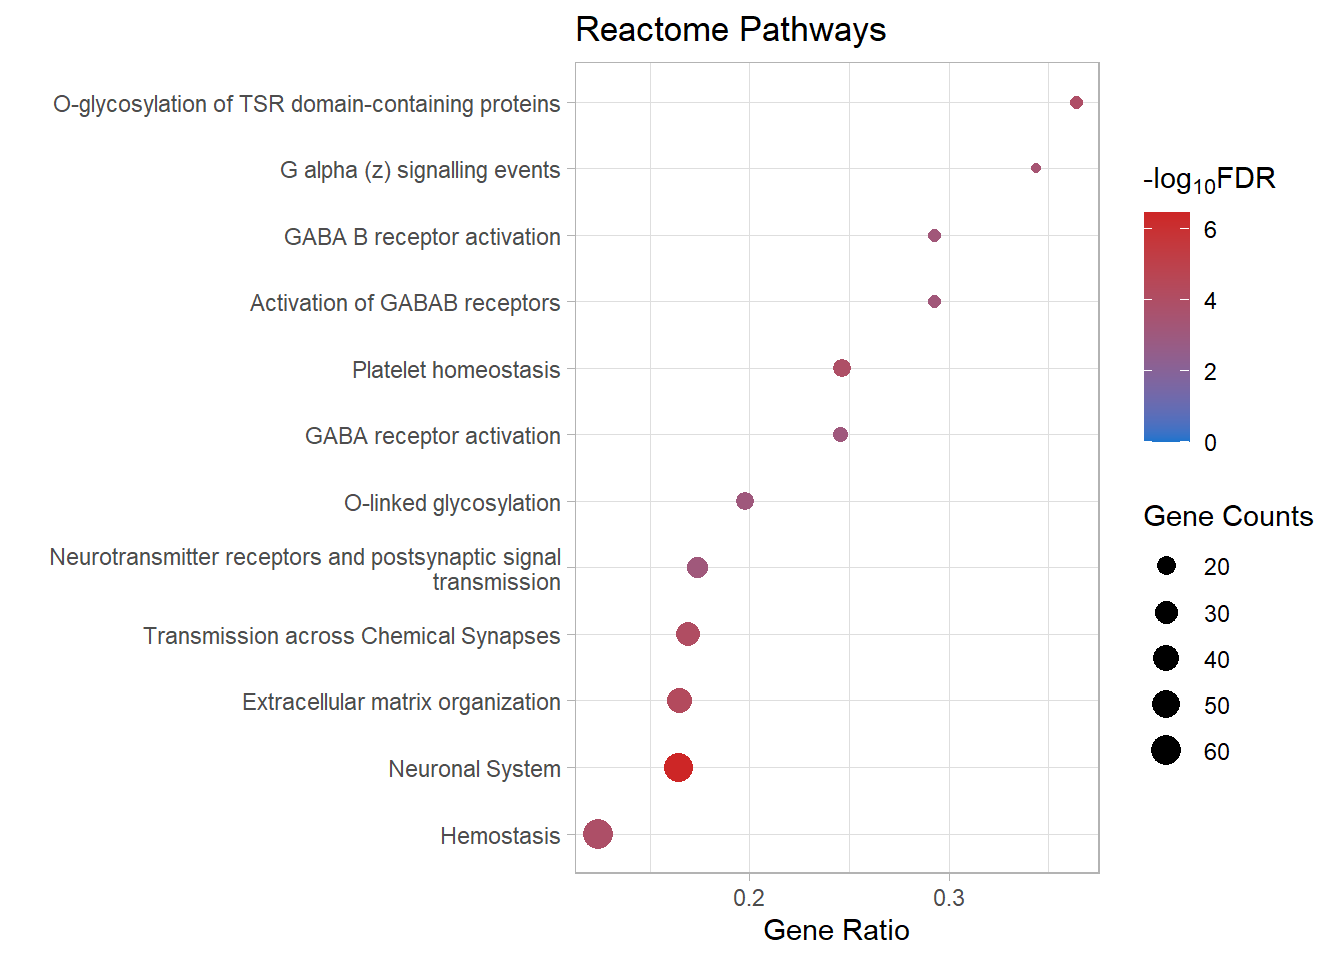 Reactome Pathways
O-glycosylation of TSR domain-containing proteins
G alpha (z) signalling events
GABA B receptor activation
Activation of GABAB receptors
Platelet homeostasis
GABA receptor activation
O-linked glycosylation
Neurotransmitter receptors and postsynaptic signal
transmission
Transmission across Chemical Synapses
Extracellular matrix organization
Neuronal System
Hemostasis
0.2 0.3
Gene Ratio
-log₁₀FDR
6
4
2
0
Gene Counts
20
30
40
50
60